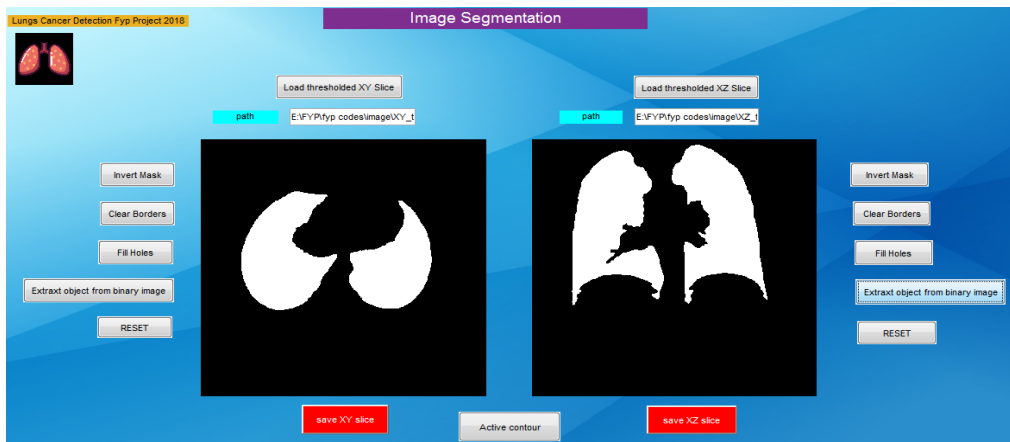 Lungs Cancer Detection Fyp Project 2018
Image Segmentation
Load thresholded XY Slice
Load thresholded XZ Slice
path
E:\FYP\fyp codes\image\XY_t
path
E:\FYP\fyp codes\image\XZ_t
Invert Mask
Invert Mask
Clear Borders
Clear Borders
Fill Holes
Fill Holes
Extraxt object from binary image
Extraxt object from binary image
RESET
RESET
save XY slice
save XZ slice
Active contour